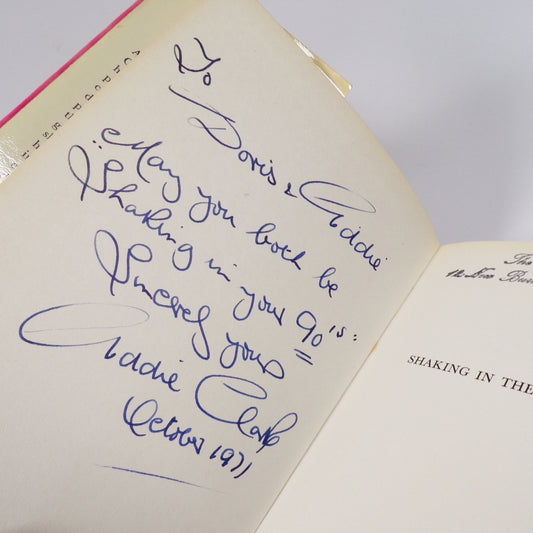 To
Doris & Addie
"May you both be
Shaking in your 90's:
Sincerely yours
Addie Clark
October 1971
The
SHAKING IN THE